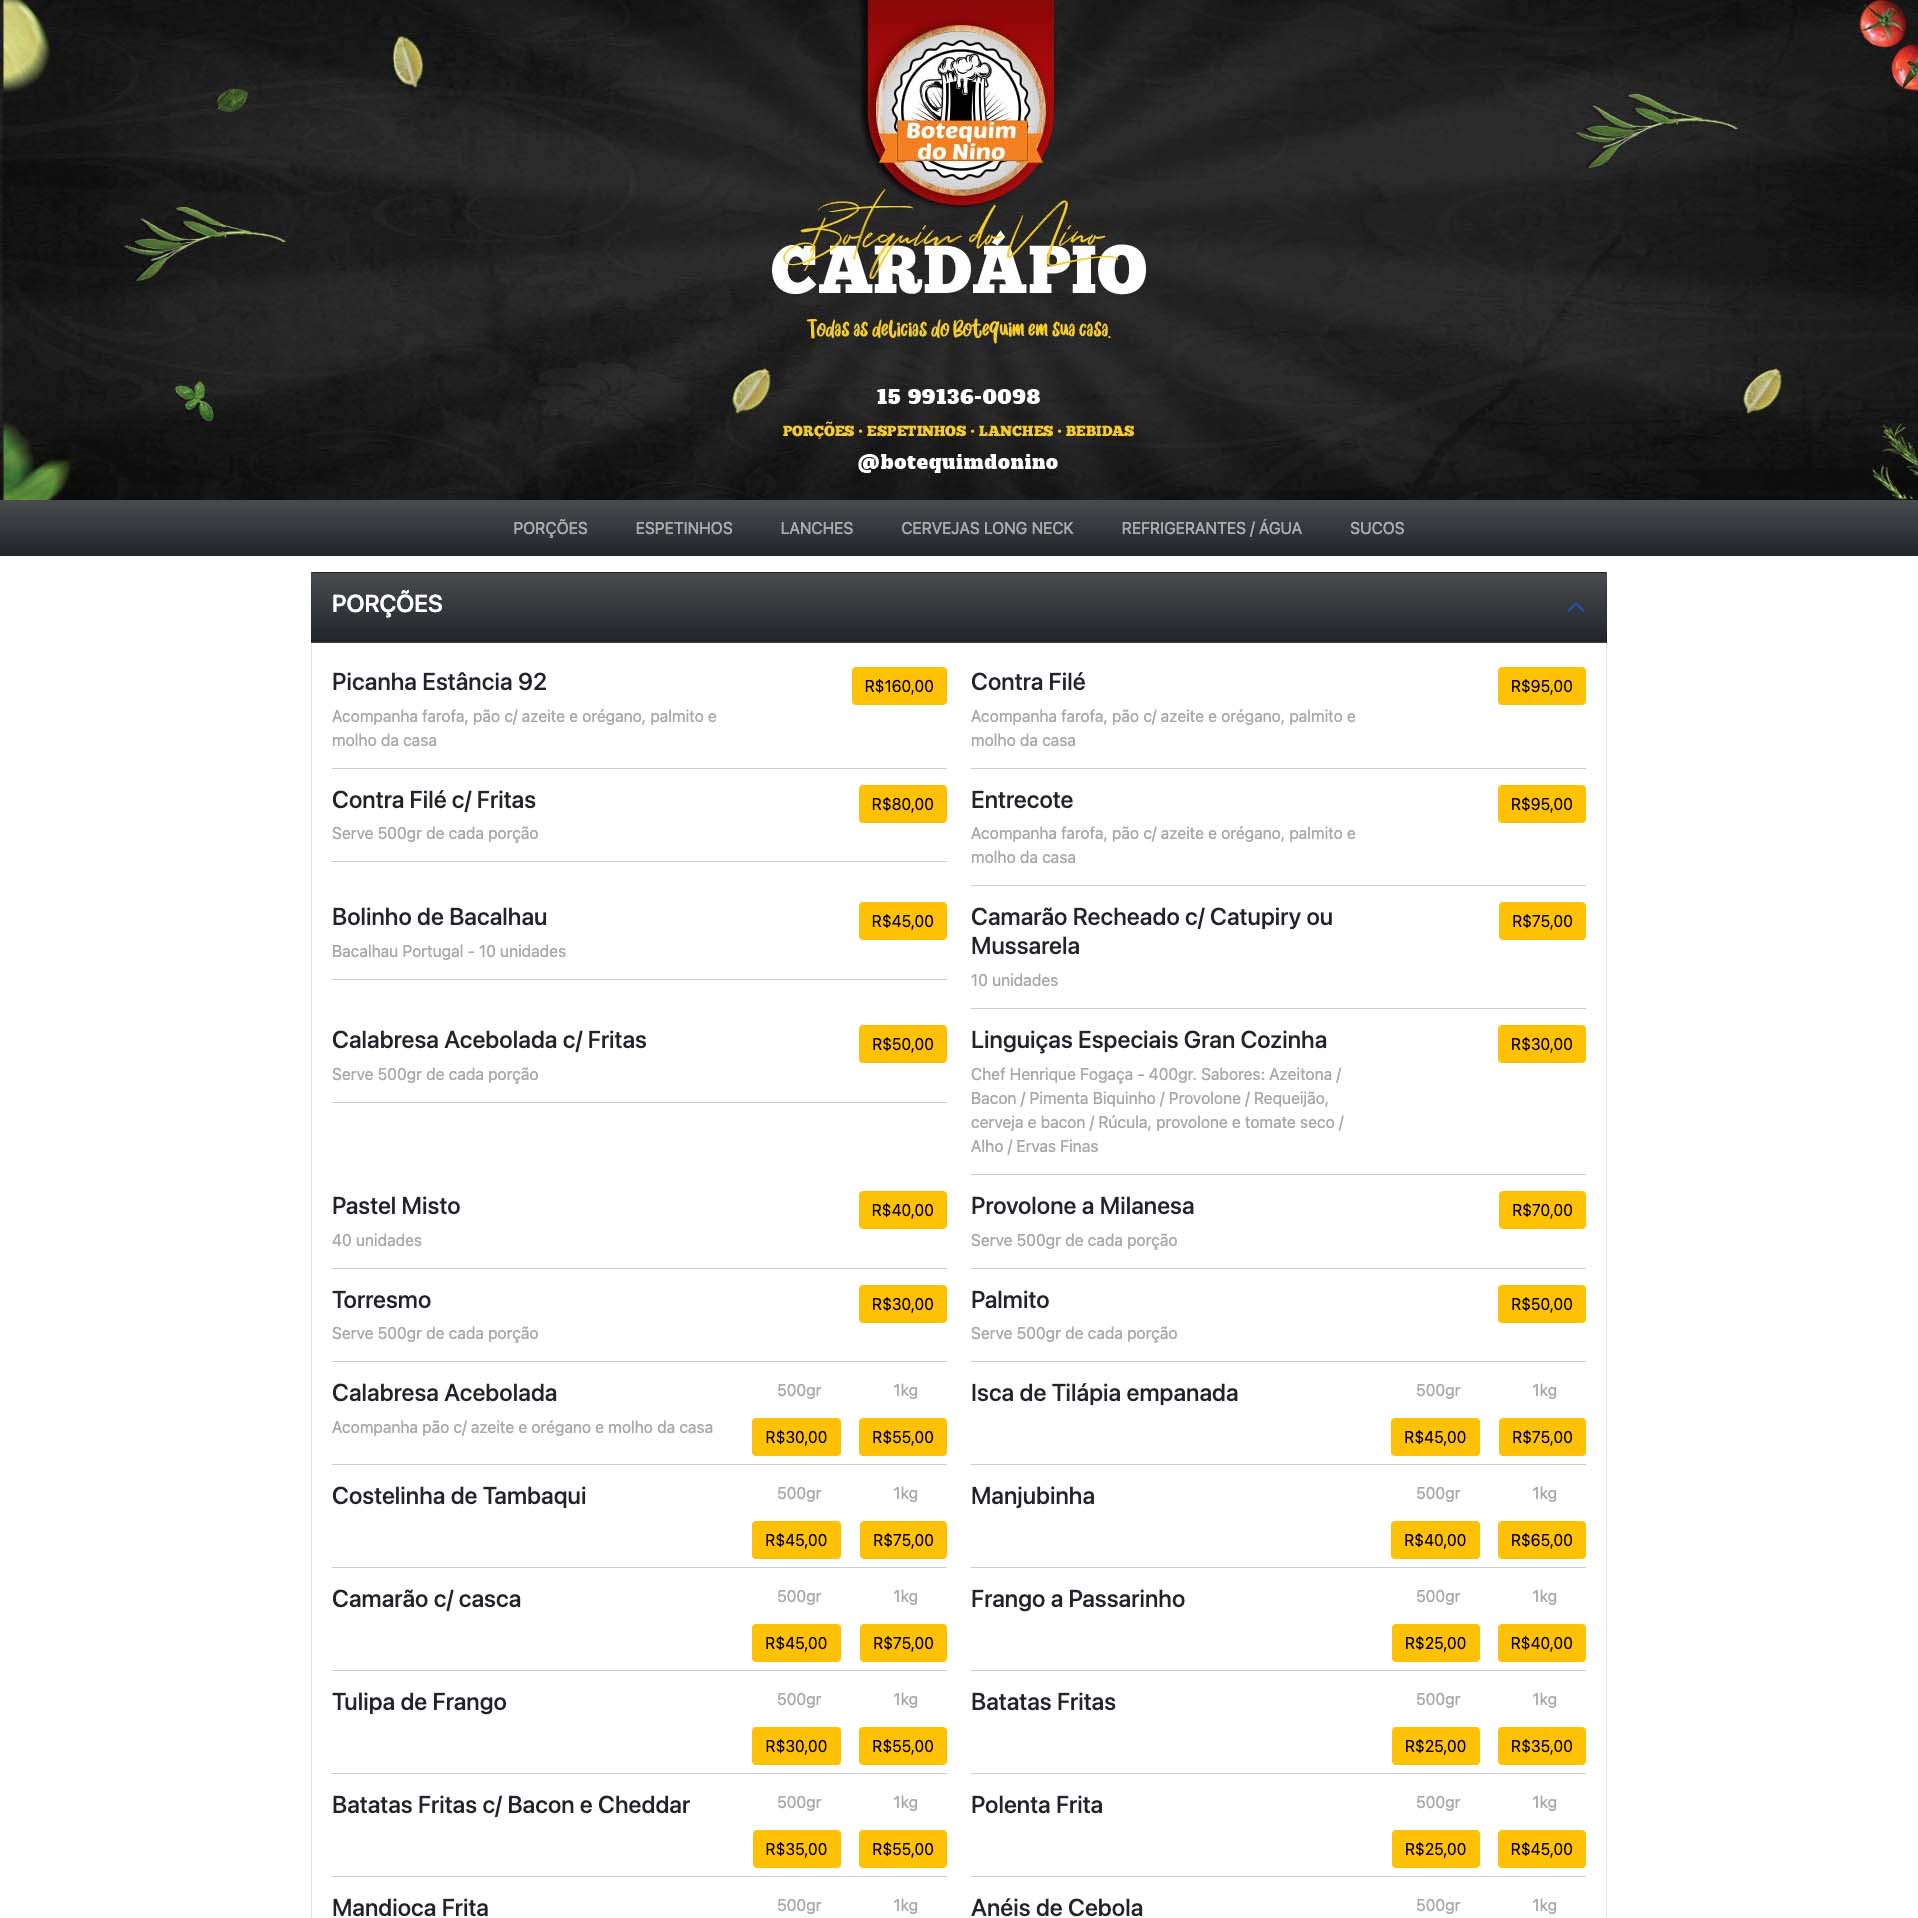 Botequim
do Nino
Botequim do Nino
CARDÁPIO
Todas as delicias do Botequim em sua casa.
15 99136-0098
PORÇÕES · ESPETINHOS · LANCHES · BEBIDAS
@botequimdonino
PORÇÕES ESPETINHOS LANCHES CERVEJAS LONG NECK REFRIGERANTES / ÁGUA SUCOS
PORÇÕES
Picanha Estância 92 R$160,00
Acompanha farofa, pão c/ azeite e orégano, palmito e
molho da casa
Contra Filé R$95,00
Acompanha farofa, pão c/ azeite e orégano, palmito e
molho da casa
Contra Filé c/ Fritas R$80,00
Serve 500gr de cada porção
Entrecote R$95,00
Acompanha farofa, pão c/ azeite e orégano, palmito e
molho da casa
Bolinho de Bacalhau R$45,00
Bacalhau Portugal - 10 unidades
Camarão Recheado c/ Catupiry ou R$75,00
Mussarela
10 unidades
Calabresa Acebolada c/ Fritas R$50,00
Serve 500gr de cada porção
Linguiças Especiais Gran Cozinha R$30,00
Chef Henrique Fogaça - 400gr. Sabores: Azeitona /
Bacon / Pimenta Biquinho / Provolone / Requeijão,
cerveja e bacon / Rúcula, provolone e tomate seco /
Alho / Ervas Finas
Pastel Misto R$40,00
40 unidades
Provolone a Milanesa R$70,00
Serve 500gr de cada porção
Torresmo R$30,00
Serve 500gr de cada porção
Palmito R$50,00
Serve 500gr de cada porção
Calabresa Acebolada 500gr 1kg
Acompanha pão c/ azeite e orégano e molho da casa R$30,00 R$55,00
Isca de Tilápia empanada 500gr 1kg
R$45,00 R$75,00
Costelinha de Tambaqui 500gr 1kg
R$45,00 R$75,00
Manjubinha 500gr 1kg
R$40,00 R$65,00
Camarão c/ casca 500gr 1kg
R$45,00 R$75,00
Frango a Passarinho 500gr 1kg
R$25,00 R$40,00
Tulipa de Frango 500gr 1kg
R$30,00 R$55,00
Batatas Fritas 500gr 1kg
R$25,00 R$35,00
Batatas Fritas c/ Bacon e Cheddar 500gr 1kg
R$35,00 R$55,00
Polenta Frita 500gr 1kg
R$25,00 R$45,00
Mandioca Frita 500gr 1kg
Anéis de Cebola 500gr 1kg